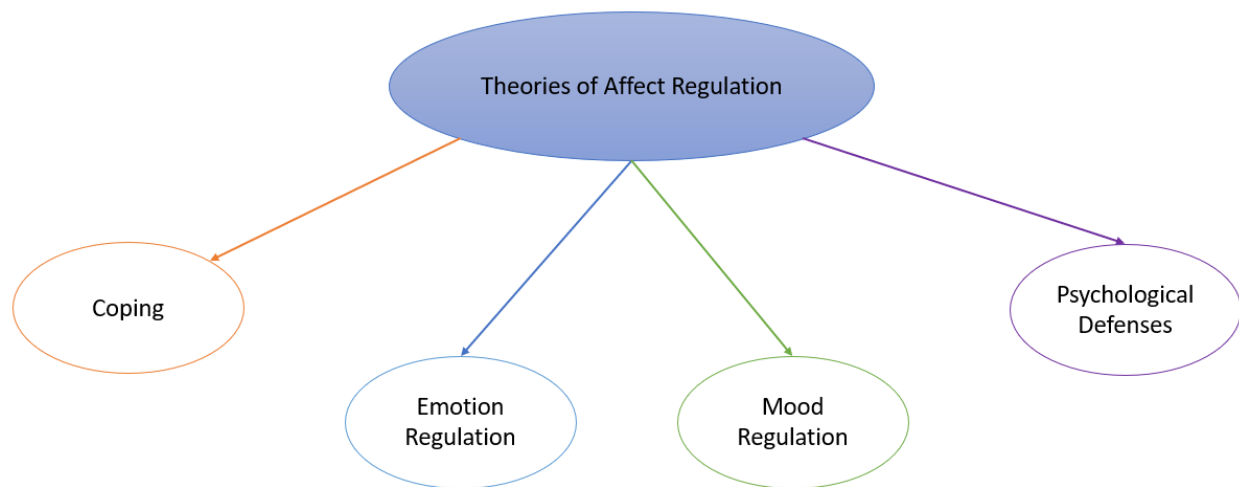 Theories of Affect Regulation
Coping
Emotion
Regulation
Mood
Regulation
Psychological
Defenses